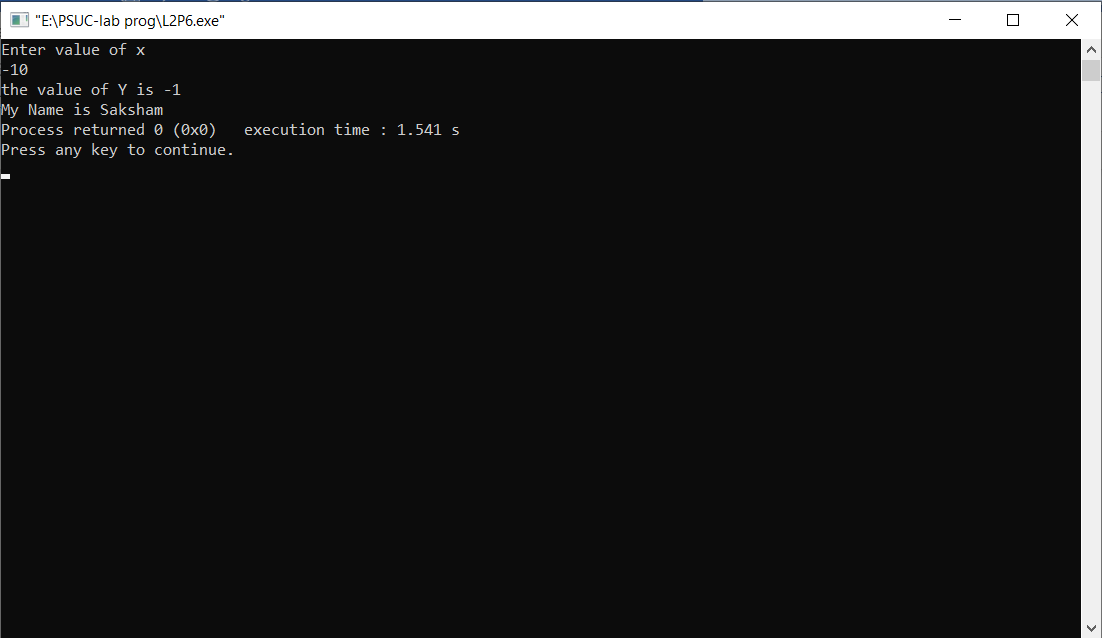 "E:\PSUC-lab prog\L2P6.exe"
Enter value of x
-10
the value of Y is -1
My Name is Saksham
Process returned 0 (0x0)   execution time : 1.541 s
Press any key to continue.